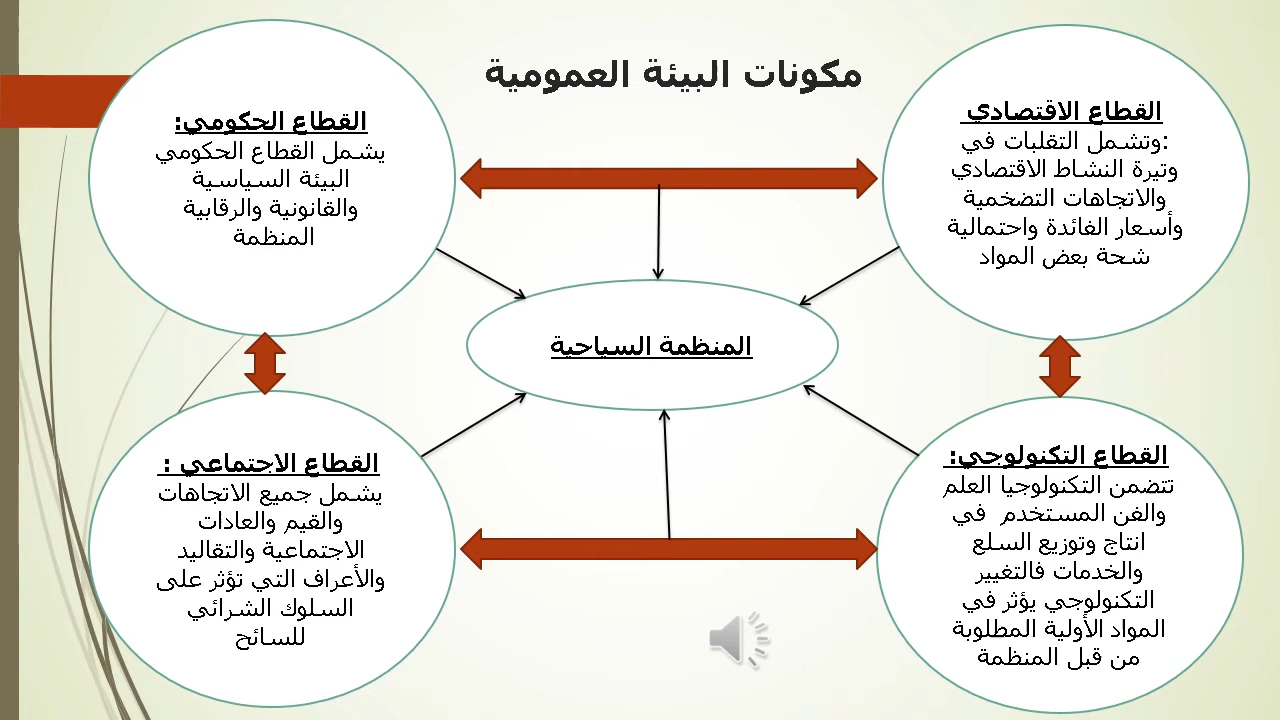 مكونات البيئة العمومية
القطاع الاقتصادي
:وتشمل التقلبات في
وتيرة النشاط الاقتصادي
والاتجاهات التضخمية
وأسعار الفائدة واحتمالية
شحة بعض المواد
القطاع الحكومي:
يشمل القطاع الحكومي
البيئة السياسية
والقانونية والرقابية
المنظمة
المنظمة السياحية
القطاع التكنولوجي:
تتضمن التكنولوجيا العلم
والفن المستخدم في
انتاج وتوزيع السلع
والخدمات فالتغيير
التكنولوجي يؤثر في
المواد الأولية المطلوبة
من قبل المنظمة
القطاع الاجتماعي :
يشمل جميع الاتجاهات
والقيم والعادات
الاجتماعية والتقاليد
والأعراف التي تؤثر على
السلوك الشرائي
للسائح